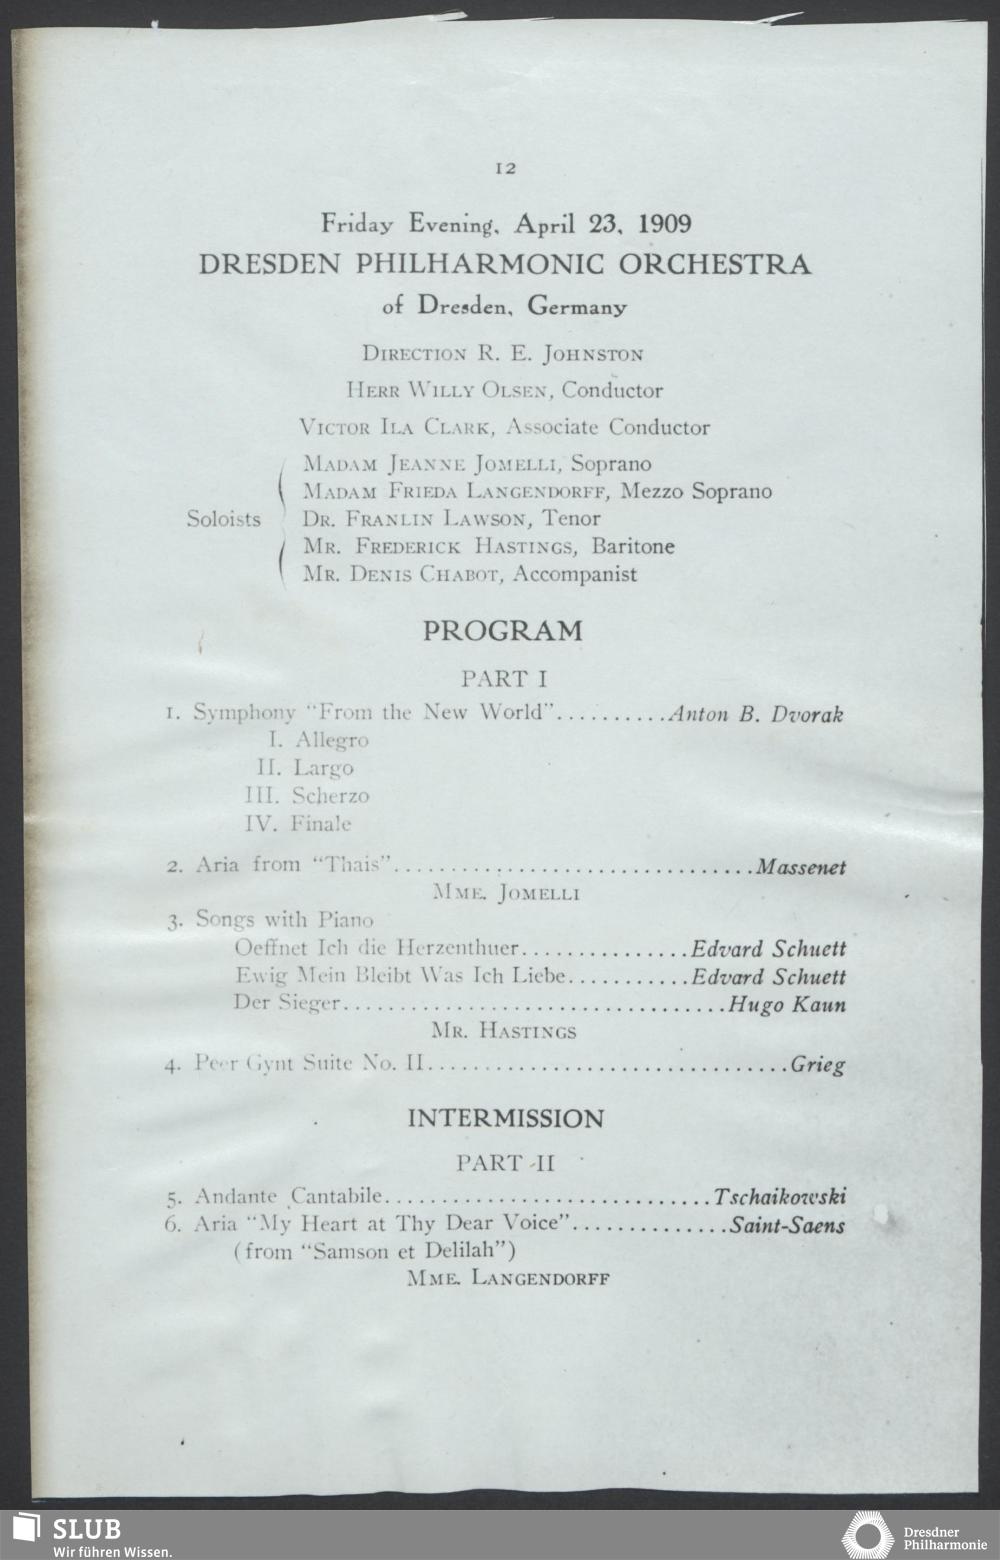 12
Friday Evening, April 23, 1909
DRESDEN PHILHARMONIC ORCHESTRA
of Dresden, Germany
DIRECTION R. E. JOHNSTON
HERR WILLY OLSEN, Conductor
VICTOR ILA CLARK, Associate Conductor
MADAM JEANNE JOMELLI, Soprano
MADAM FRIEDA LANGENDORFF, Mezzo Soprano
Soloists DR. FRANLIN LAWSON, Tenor
MR. FREDERICK HASTINGS, Baritone
MR. DENIS CHABOT, Accompanist
PROGRAM
PART I
1. Symphony "From the New World"..........Anton B. Dvorak
I. Allegro
II. Largo
III. Scherzo
IV. Finale
2. Aria from "Thais"................................Massenet
MME. JOMELLI
3. Songs with Piano
Oeffnet Ich die Herzenthuer...............Edvard Schuett
Ewig Mein Bleibt Was Ich Liebe...........Edvard Schuett
Der Sieger..................................Hugo Kaun
MR. HASTINGS
4. Peer Gynt Suite No. II................................Grieg
INTERMISSION
PART II
5. Andante Cantabile.............................Tschaikowski
6. Aria "My Heart at Thy Dear Voice"..............Saint-Saens
(from "Samson et Delilah")
MME. LANGENDORFF
SLUB
Wir führen Wissen.
Dresdner
Philharmonie